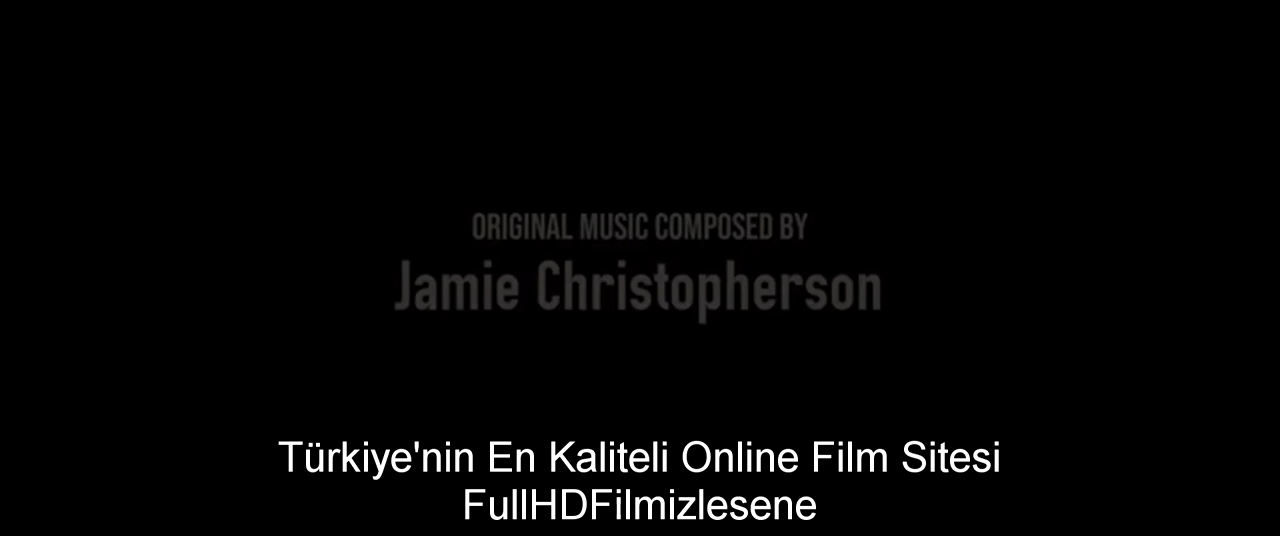 ORIGINAL MUSIC COMPOSED BY
Jamie Christopherson
Türkiye'nin En Kaliteli Online Film Sitesi
FullHDFilmizlesene